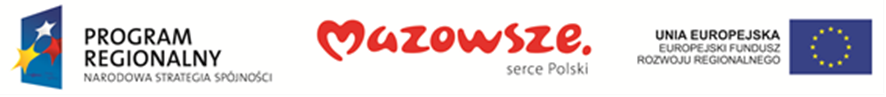 PROGRAM
REGIONALNY
NARODOWA STRATEGIA SPÓJNOŚCI
mazowsze.
serce Polski
UNIA EUROPEJSKA
EUROPEJSKI FUNDUSZ
ROZWOJU REGIONALNEGO